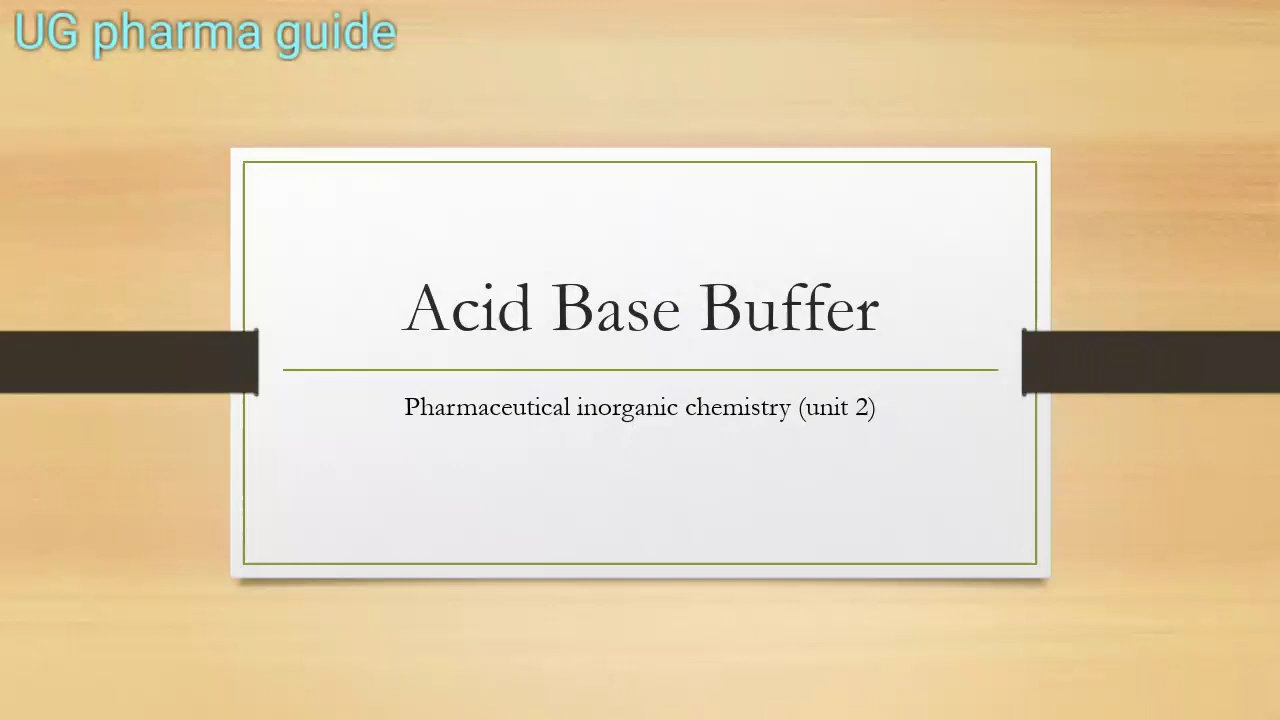 UG pharma guide
Acid Base Buffer
Pharmaceutical inorganic chemistry (unit 2)